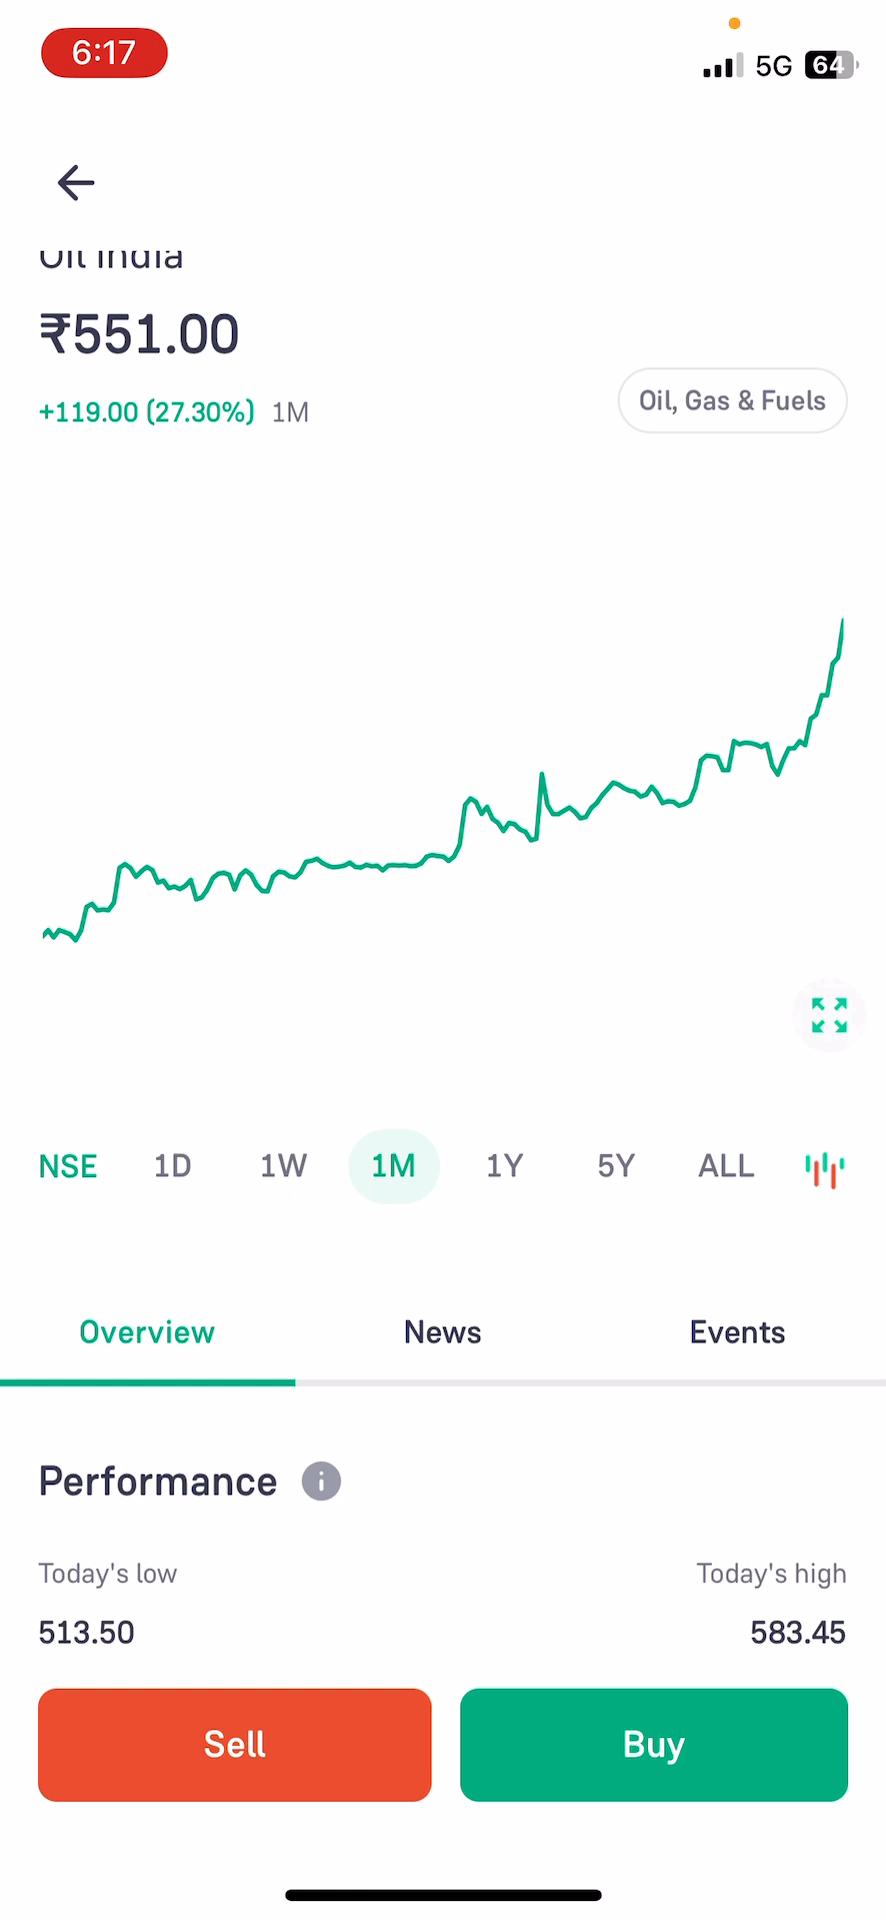 6:17
5G 64
Oil India
₹551.00
+119.00 (27.30%) 1M
Oil, Gas & Fuels
NSE 1D 1W 1M 1Y 5Y ALL
Overview News Events
Performance i
Today's low Today's high
513.50 583.45
Sell Buy